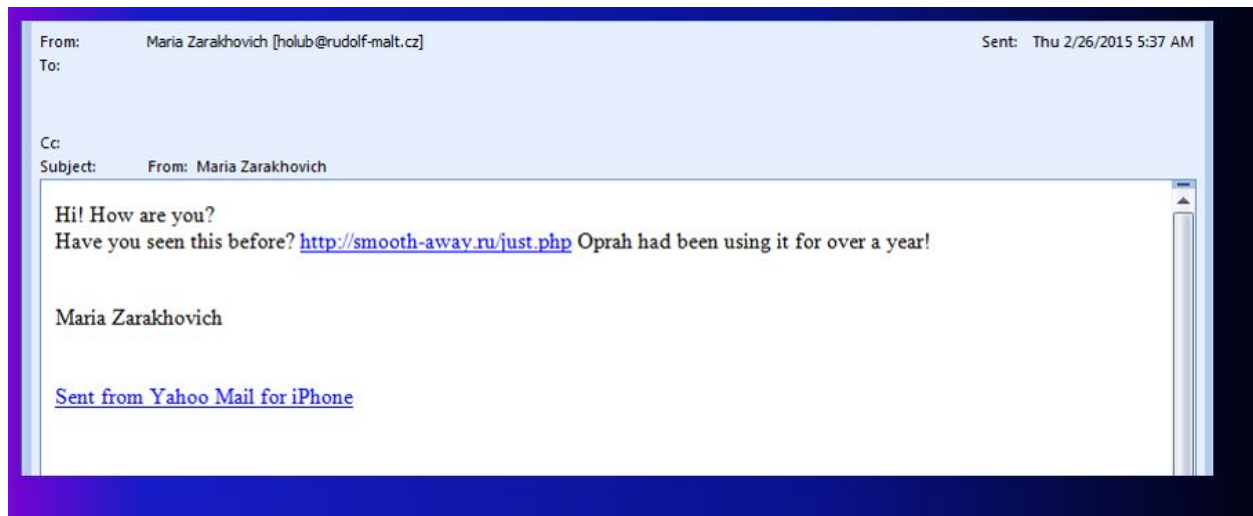 From: Maria Zarakhovich [holub@rudolf-malt.cz] Sent: Thu 2/26/2015 5:37 AM
To:
Cc:
Subject: From: Maria Zarakhovich
Hi! How are you?
Have you seen this before? http://smooth-away.ru/just.php Oprah had been using it for over a year!
Maria Zarakhovich
Sent from Yahoo Mail for iPhone